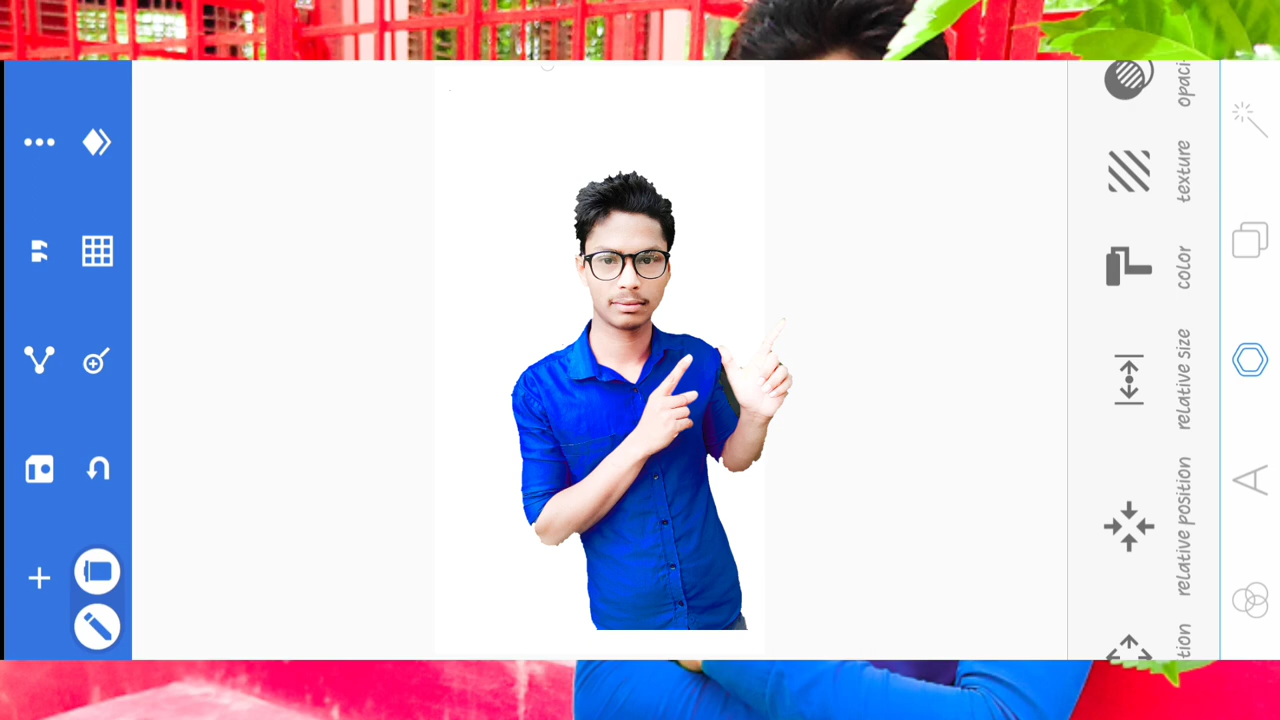 opaci
texture
color
relative size
relative position
tion
A